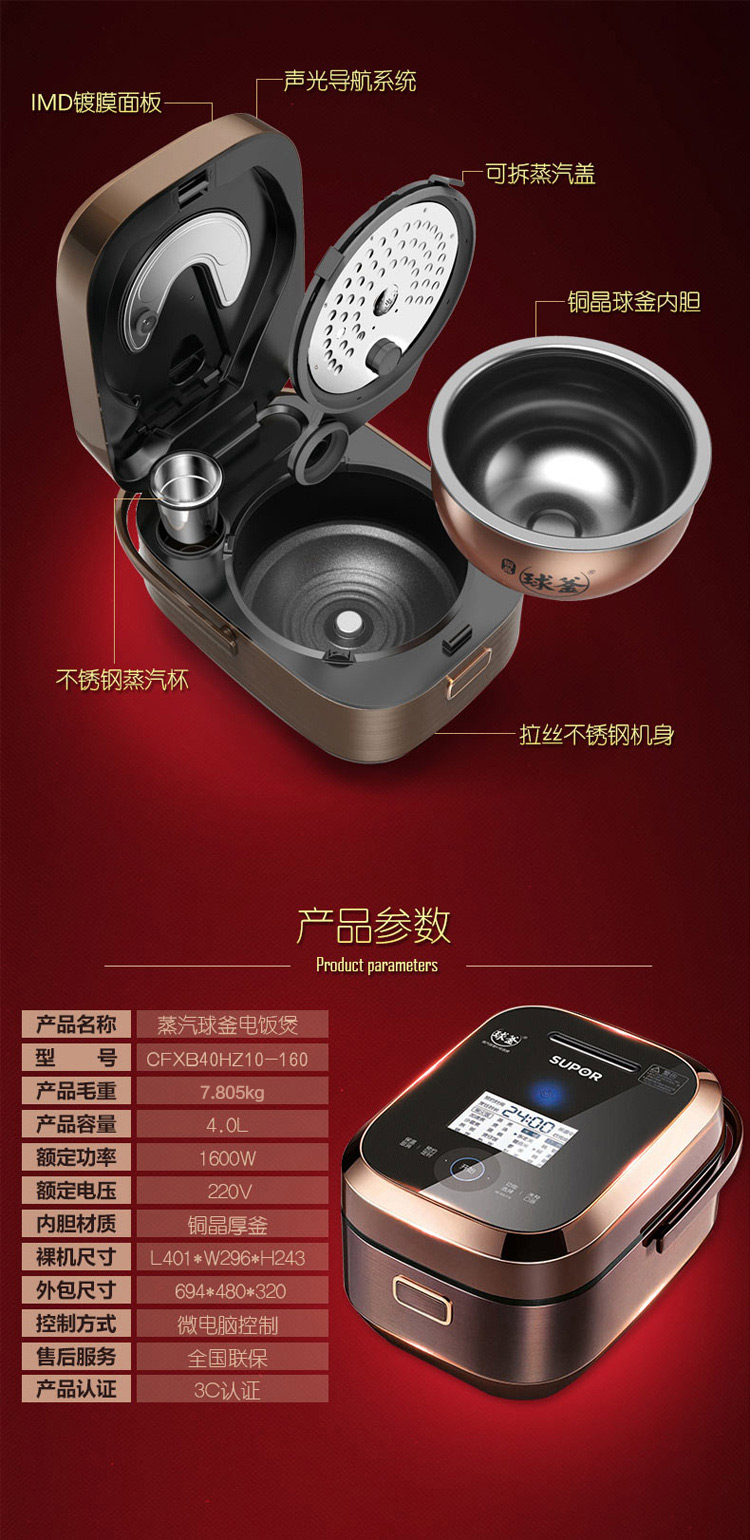 声光导航系统
IMD镀膜面板
可拆蒸汽盖
铜晶球釜内胆
球釜
不锈钢蒸汽杯
拉丝不锈钢机身
产品参数
Product parameters
产品名称 蒸汽球釜电饭煲
型 号 CFXB40HZ10-160
产品毛重 7.805kg
产品容量 4.0L
额定功率 1600W
额定电压 220V
内胆材质 铜晶厚釜
裸机尺寸 L401*W296*H243
外包尺寸 694*480*320
控制方式 微电脑控制
售后服务 全国联保
产品认证 3C认证
球釜
SUPOR
24:00
开始